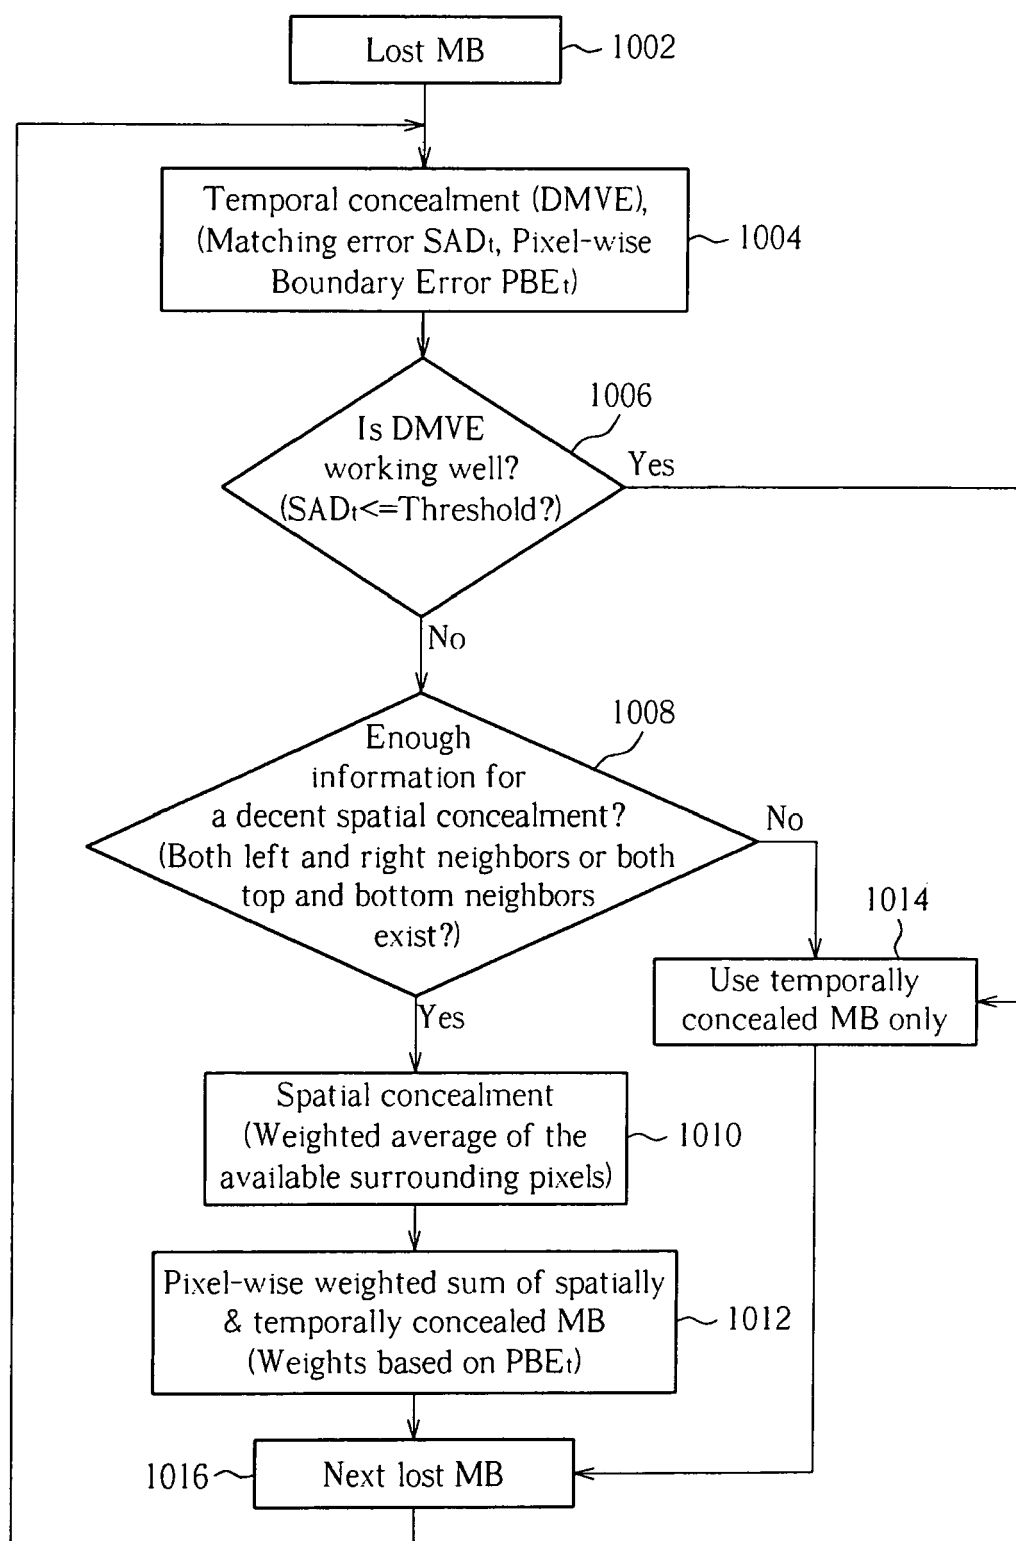 Lost MB
1002
Temporal concealment (DMVE),
(Matching error SADt, Pixel-wise
Boundary Error PBEt)
1004
1006
Is DMVE
working well?
(SADt<=Threshold?)
Yes
No
1008
Enough
information for
a decent spatial concealment?
(Both left and right neighbors or both
top and bottom neighbors
exist?)
No
Yes
1014
Use temporally
concealed MB only
Spatial concealment
(Weighted average of the
available surrounding pixels)
1010
Pixel-wise weighted sum of spatially
& temporally concealed MB
(Weights based on PBEt)
1012
1016
Next lost MB